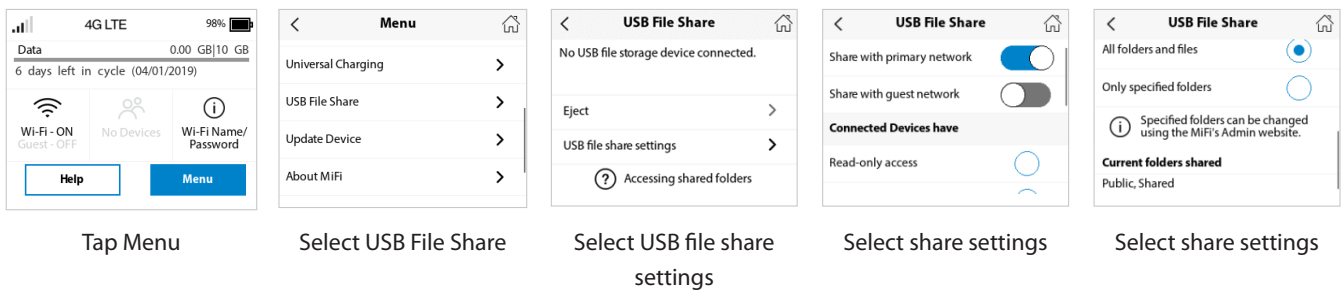 4G LTE 98%
Data 0.00 GB|10 GB
6 days left in cycle (04/01/2019)
Wi-Fi - ON
Guest - OFF
No Devices
Wi-Fi Name/
Password
Help
Menu
Tap Menu
Menu
Universal Charging
USB File Share
Update Device
About MiFi
Select USB File Share
USB File Share
No USB file storage device connected.
Eject
USB file share settings
Accessing shared folders
Select USB file share
settings
USB File Share
Share with primary network
Share with guest network
Connected Devices have
Read-only access
Select share settings
USB File Share
All folders and files
Only specified folders
Specified folders can be changed
using the MiFi's Admin website.
Current folders shared
Public, Shared
Select share settings